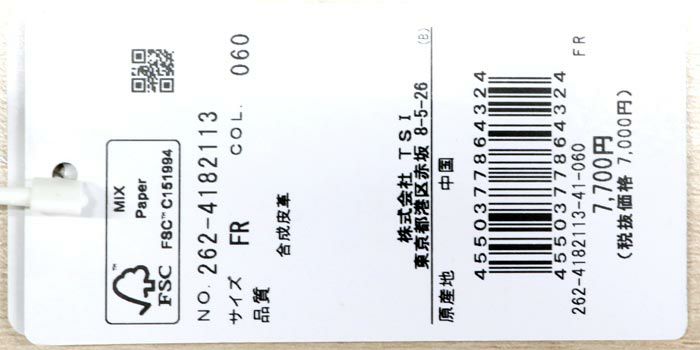 FSC™
MIX
Paper
FSC™ C151994
NO. 262-4182113
サイズ FR COL. 060
品質
合成皮革
株式会社 TSI
東京都港区赤坂 8-5-26
(B)
原産地 中国
4550377864324
4550377864324
262-4182113-41-060
FR
7,700円
(税抜価格 7,000円)